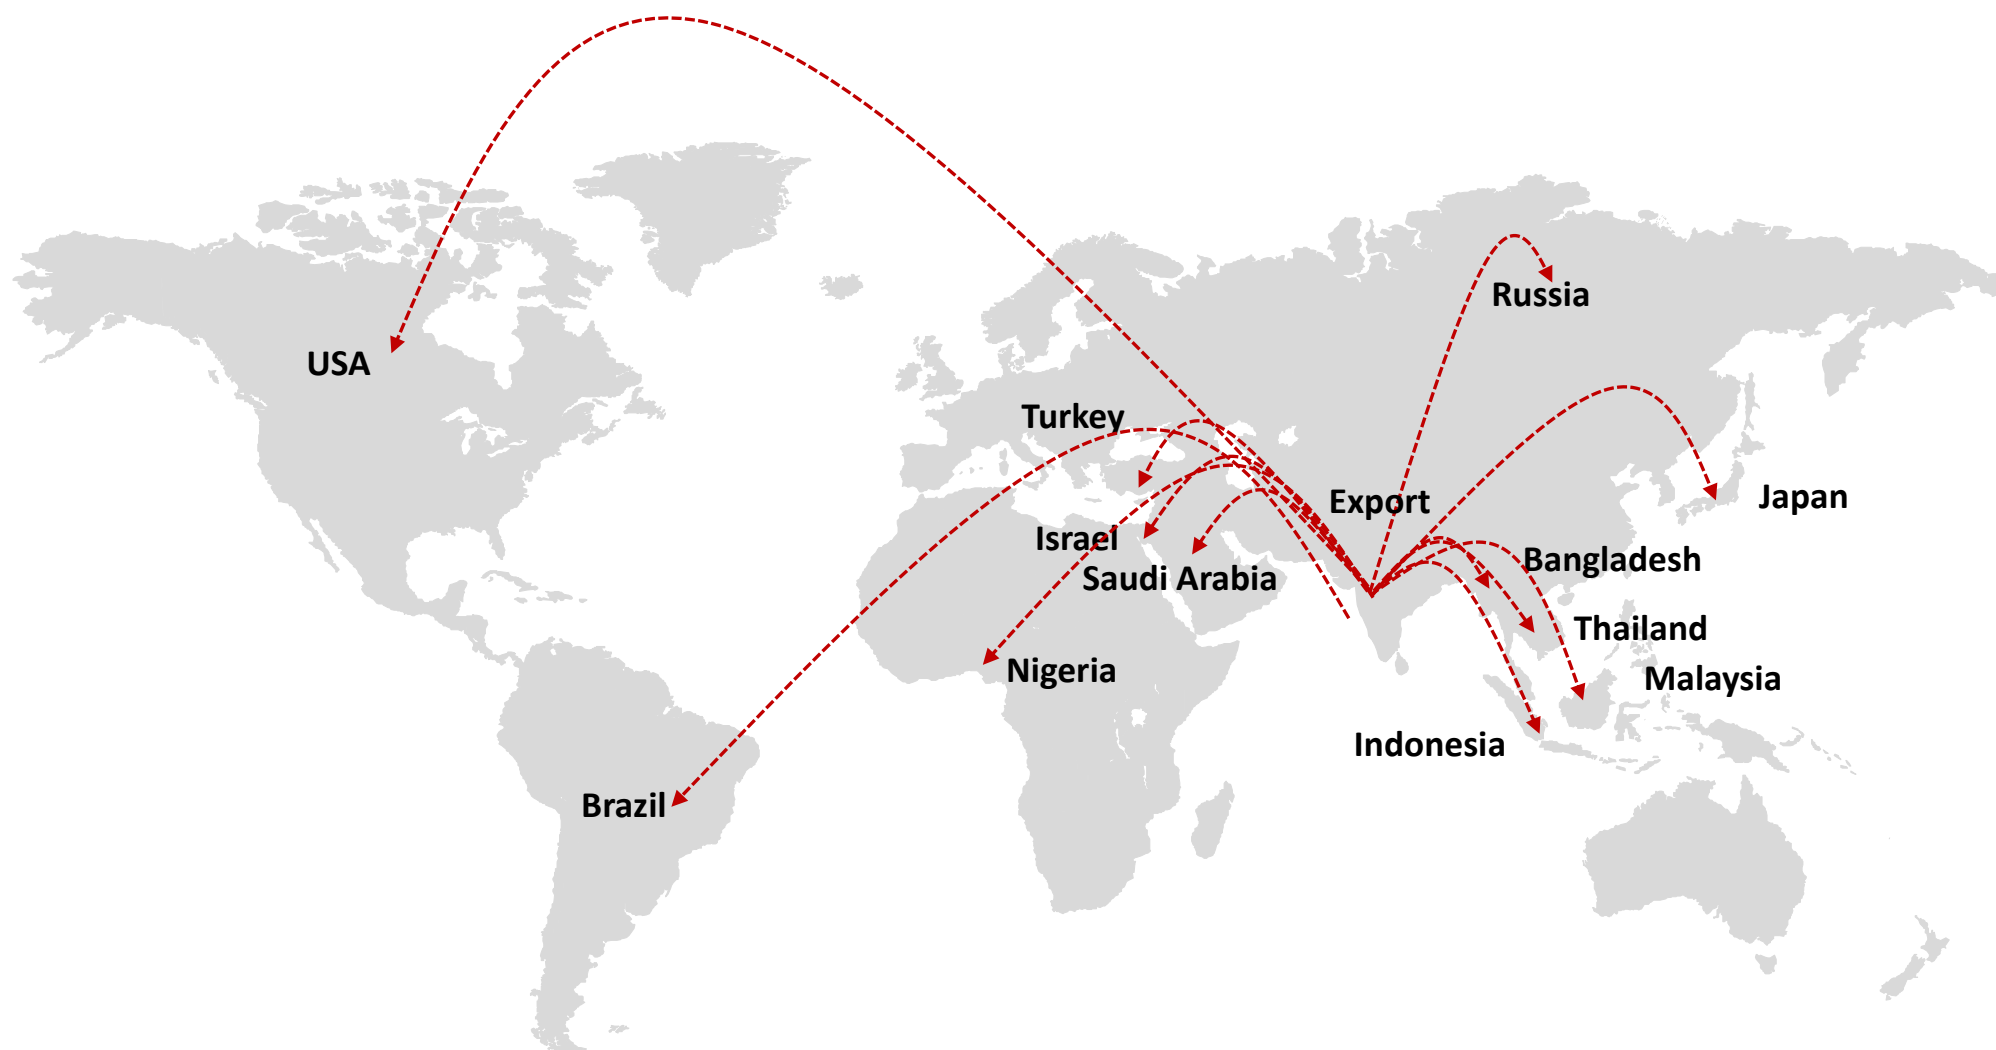 Russia
USA
Turkey
Export
Japan
Israel
Bangladesh
Saudi Arabia
Thailand
Nigeria
Malaysia
Indonesia
Brazil